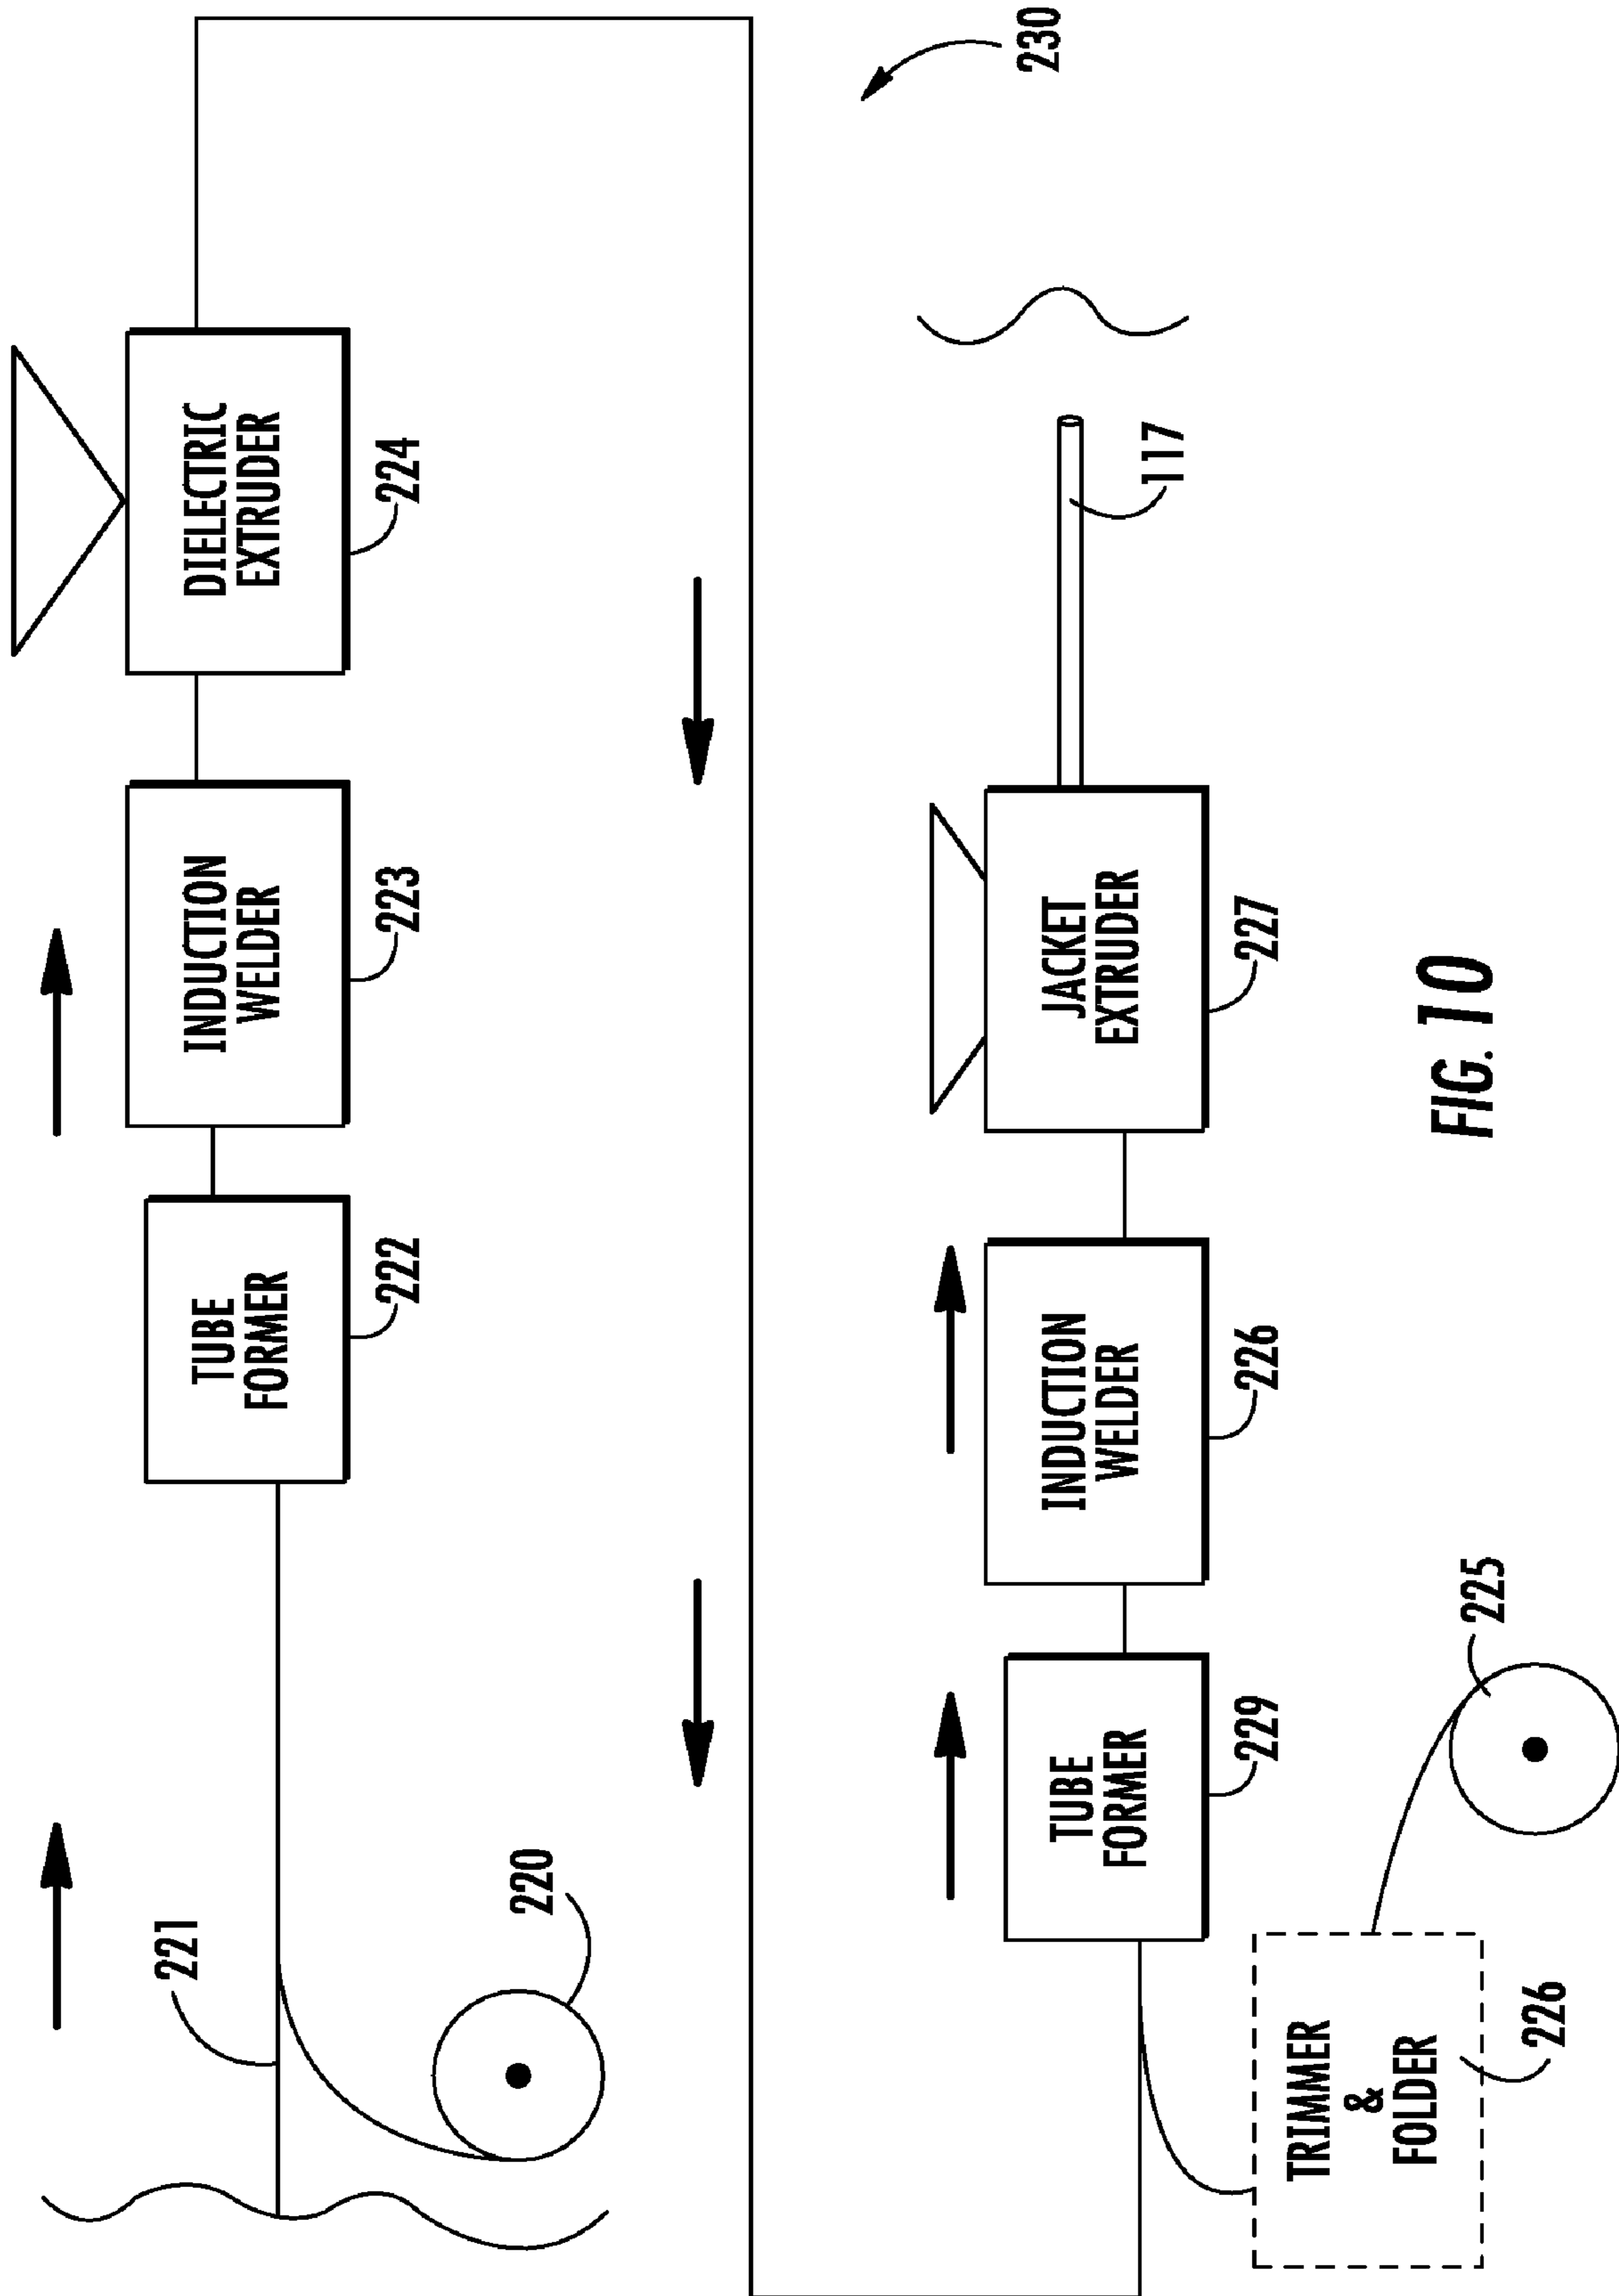 221
220
TUBE
FORMER
222
INDUCTION
WELDER
223
DIELECTRIC
EXTRUDER
224
230
TRIMMER
&
FOLDER
226
225
TUBE
FORMER
229
INDUCTION
WELDER
226
JACKET
EXTRUDER
227
117
FIG. 10